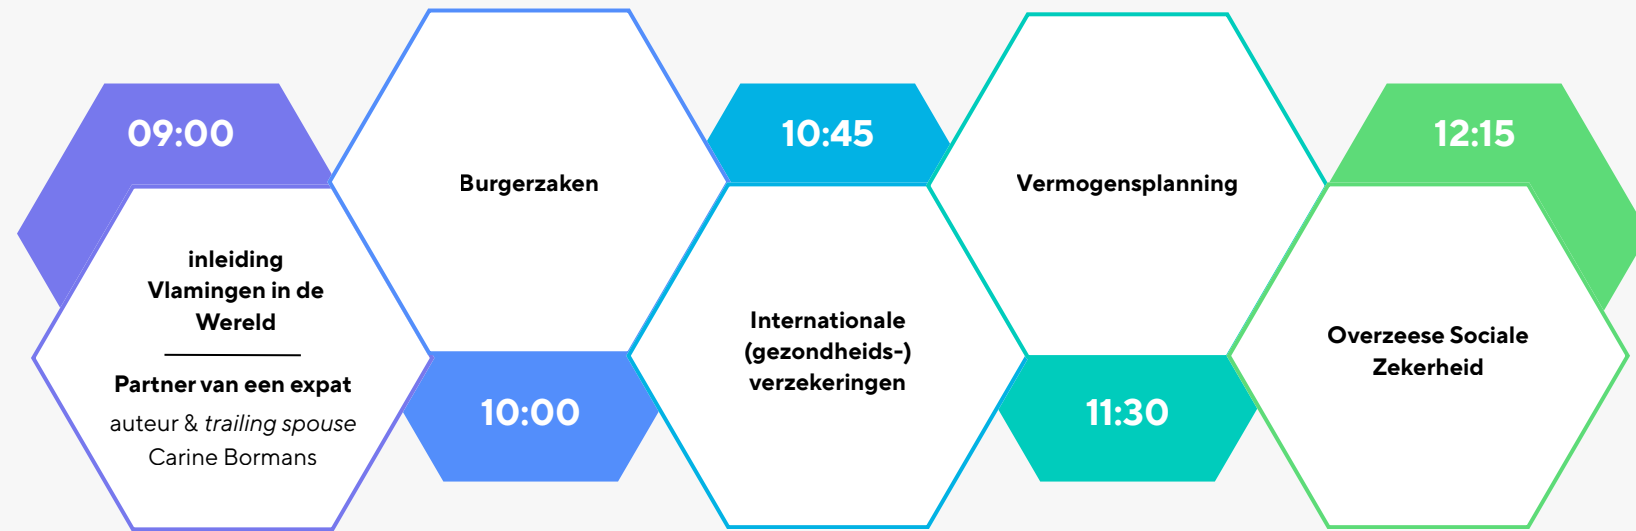 09:00
inleiding
Vlamingen in de
Wereld
Partner van een expat
auteur & trailing spouse
Carine Bormans
Burgerzaken
10:00
10:45
Internationale
(gezondheids-)
verzekeringen
Vermogensplanning
11:30
12:15
Overzeese Sociale
Zekerheid